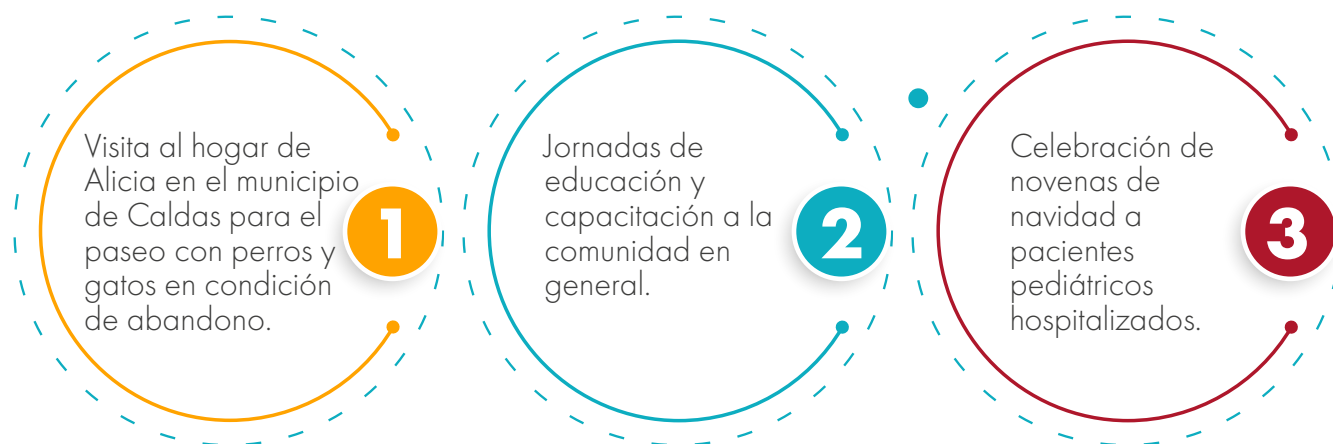 Visita al hogar de
Alicia en el municipio
de Caldas para el
paseo con perros y
gatos en condición
de abandono.
1
Jornadas de
educación y
capacitación a la
comunidad en
general.
2
Celebración de
novenas de
navidad a
pacientes
pediátricos
hospitalizados.
3